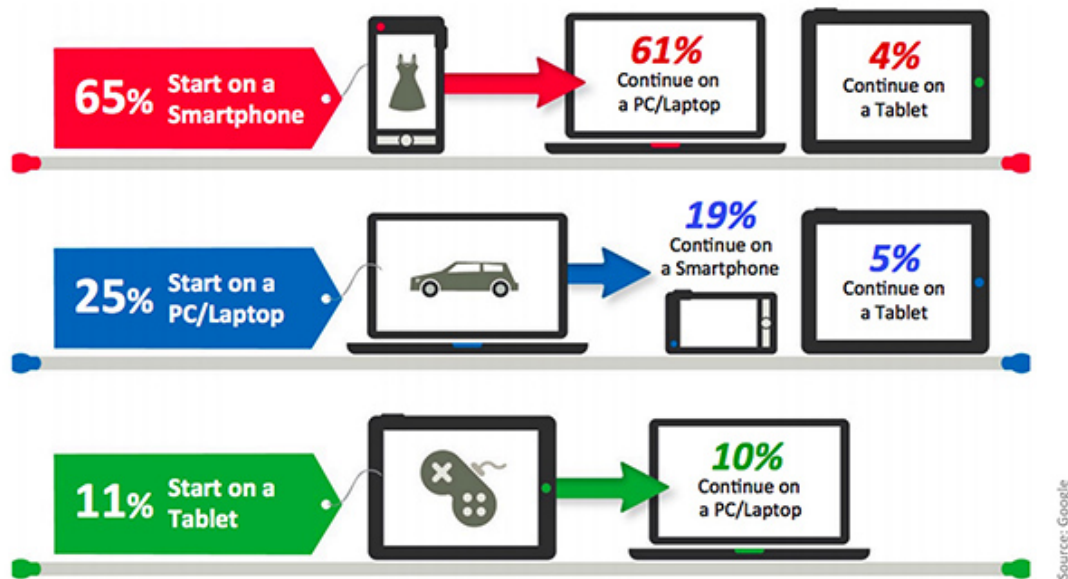 65% Start on a
Smartphone
61%
Continue on
a PC/Laptop
4%
Continue on
a Tablet
25% Start on a
PC/Laptop
19%
Continue on
a Smartphone
5%
Continue on
a Tablet
11% Start on a
Tablet
10%
Continue on
a PC/Laptop
Source: Google